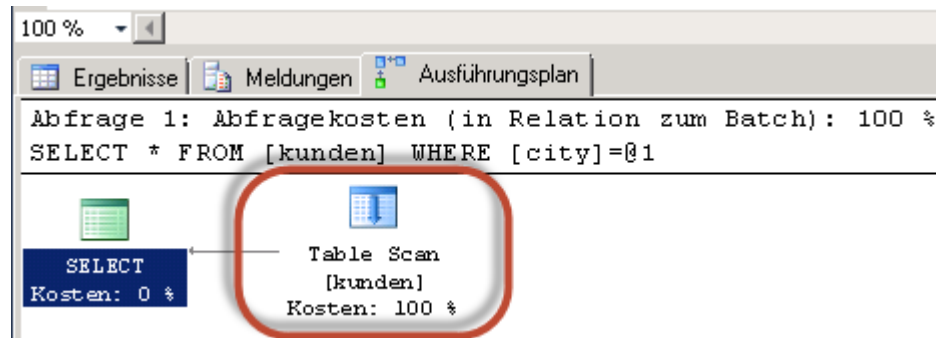 100 %
Ergebnisse Meldungen Ausführungsplan
Abfrage 1: Abfragekosten (in Relation zum Batch): 100 %
SELECT * FROM [kunden] WHERE [city]=@1
SELECT
Kosten: 0 %
Table Scan
[kunden]
Kosten: 100 %